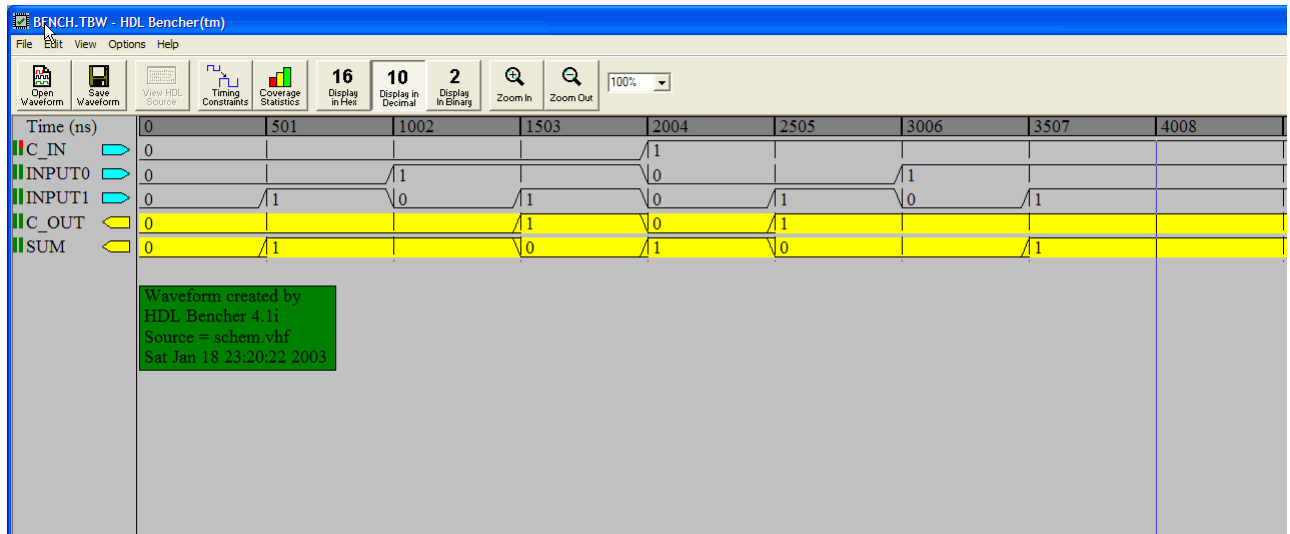 BENCH.TBW - HDL Bencher(tm)
File Edit View Options Help
Open Waveform Save Waveform View HDL Source Timing Constraints Coverage Statistics 16 Display in Hex 10 Display in Decimal 2 Display In Binary Zoom In Zoom Out 100%
Time (ns) 0 501 1002 1503 2004 2505 3006 3507 4008
C_IN 0 1
INPUT0 0 1 0 1
INPUT1 0 1 0 1 0 1 0 1
C_OUT 0 1 0 1
SUM 0 1 0 1 0 1
Waveform created by
HDL Bencher 4.1i
Source = schem.vhf
Sat Jan 18 23:20:22 2003